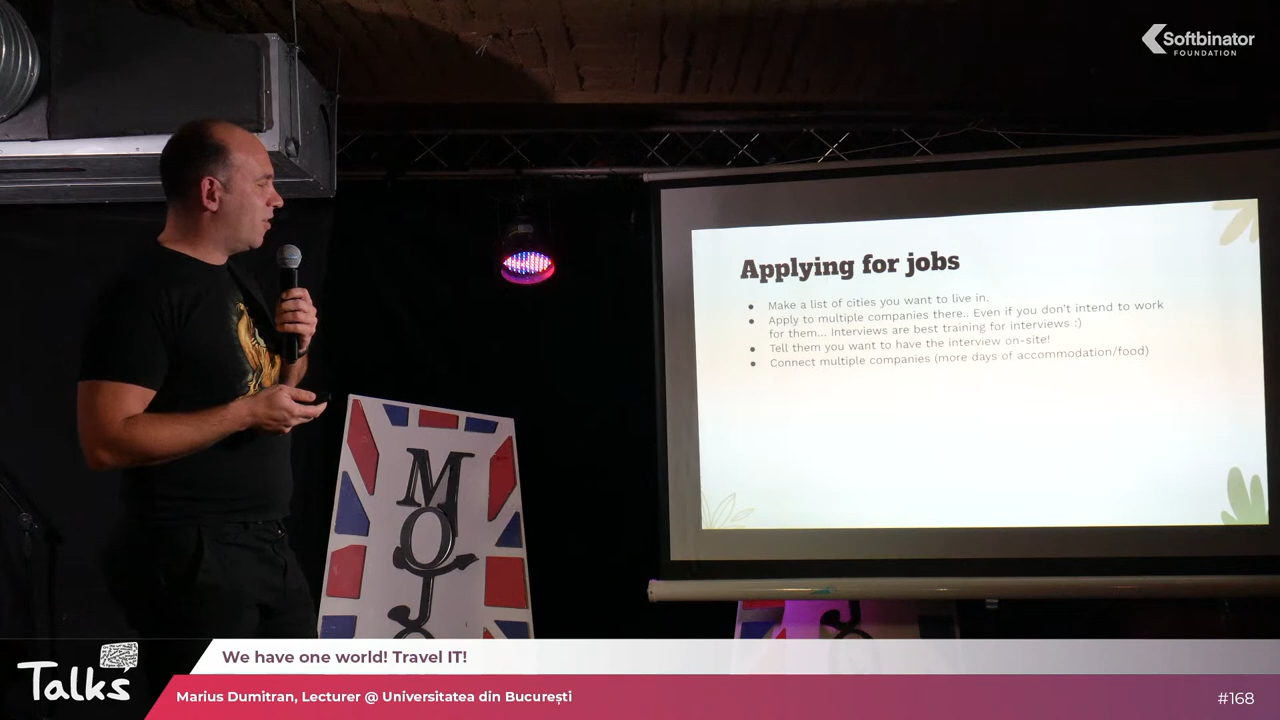 Softbinator
FOUNDATION
Applying for jobs
● Make a list of cities you want to live in.
● Apply to multiple companies there.. Even if you don't intend to work
for them... Interviews are best training for interviews :)
● Tell them you want to have the interview on-site!
● Connect multiple companies (more days of accommodation/food)
MOJO
Talks
We have one world! Travel IT!
Marius Dumitran, Lecturer @ Universitatea din București
#168